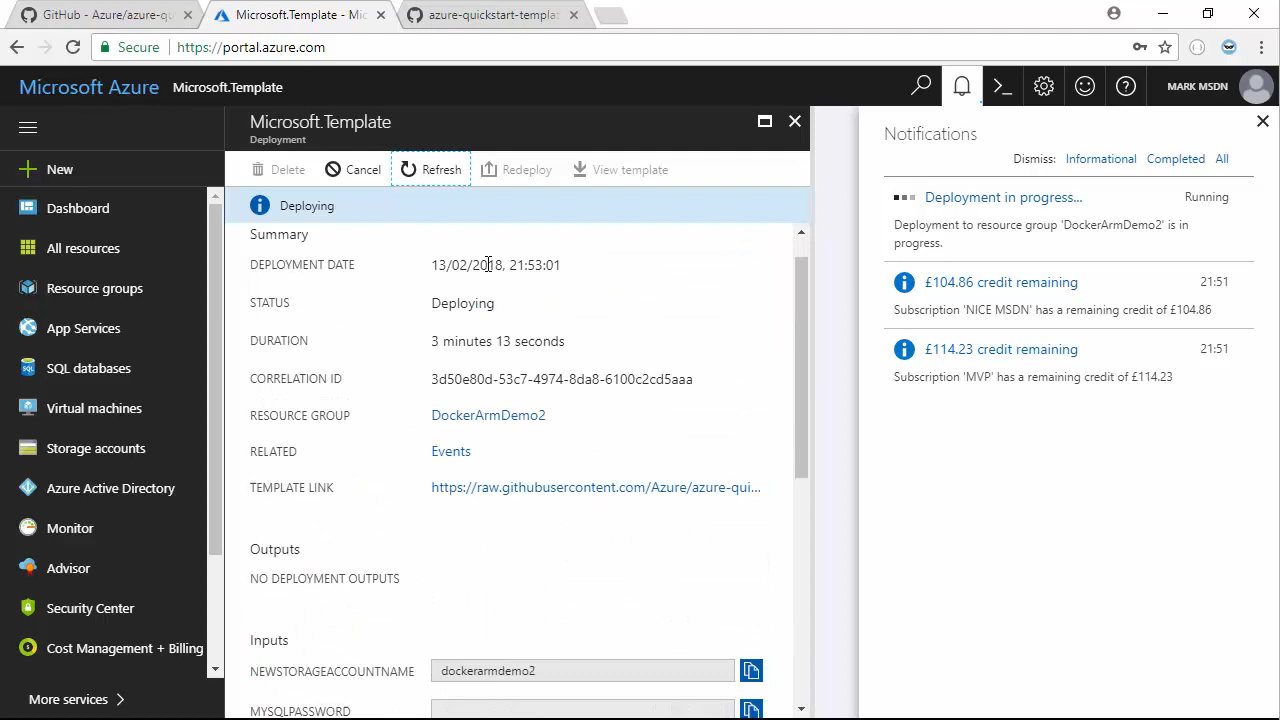 GitHub - Azure/azure-qu
Microsoft.Template - Mic
azure-quickstart-templat
Secure
https://portal.azure.com
Microsoft Azure
Microsoft.Template
MARK MSDN
New
Dashboard
All resources
Resource groups
App Services
SQL databases
Virtual machines
Storage accounts
Azure Active Directory
Monitor
Advisor
Security Center
Cost Management + Billing
More services
Microsoft.Template
Deployment
Delete Cancel Refresh Redeploy View template
Deploying
Summary
DEPLOYMENT DATE 13/02/2018, 21:53:01
STATUS Deploying
DURATION 3 minutes 13 seconds
CORRELATION ID 3d50e80d-53c7-4974-8da8-6100c2cd5aaa
RESOURCE GROUP DockerArmDemo2
RELATED Events
TEMPLATE LINK https://raw.githubusercontent.com/Azure/azure-qui...
Outputs
NO DEPLOYMENT OUTPUTS
Inputs
NEWSTORAGEACCOUNTNAME dockerarmdemo2
MYSQLPASSWORD
Notifications
Dismiss: Informational Completed All
Deployment in progress... Running
Deployment to resource group 'DockerArmDemo2' is in
progress.
£104.86 credit remaining 21:51
Subscription 'NICE MSDN' has a remaining credit of £104.86
£114.23 credit remaining 21:51
Subscription 'MVP' has a remaining credit of £114.23